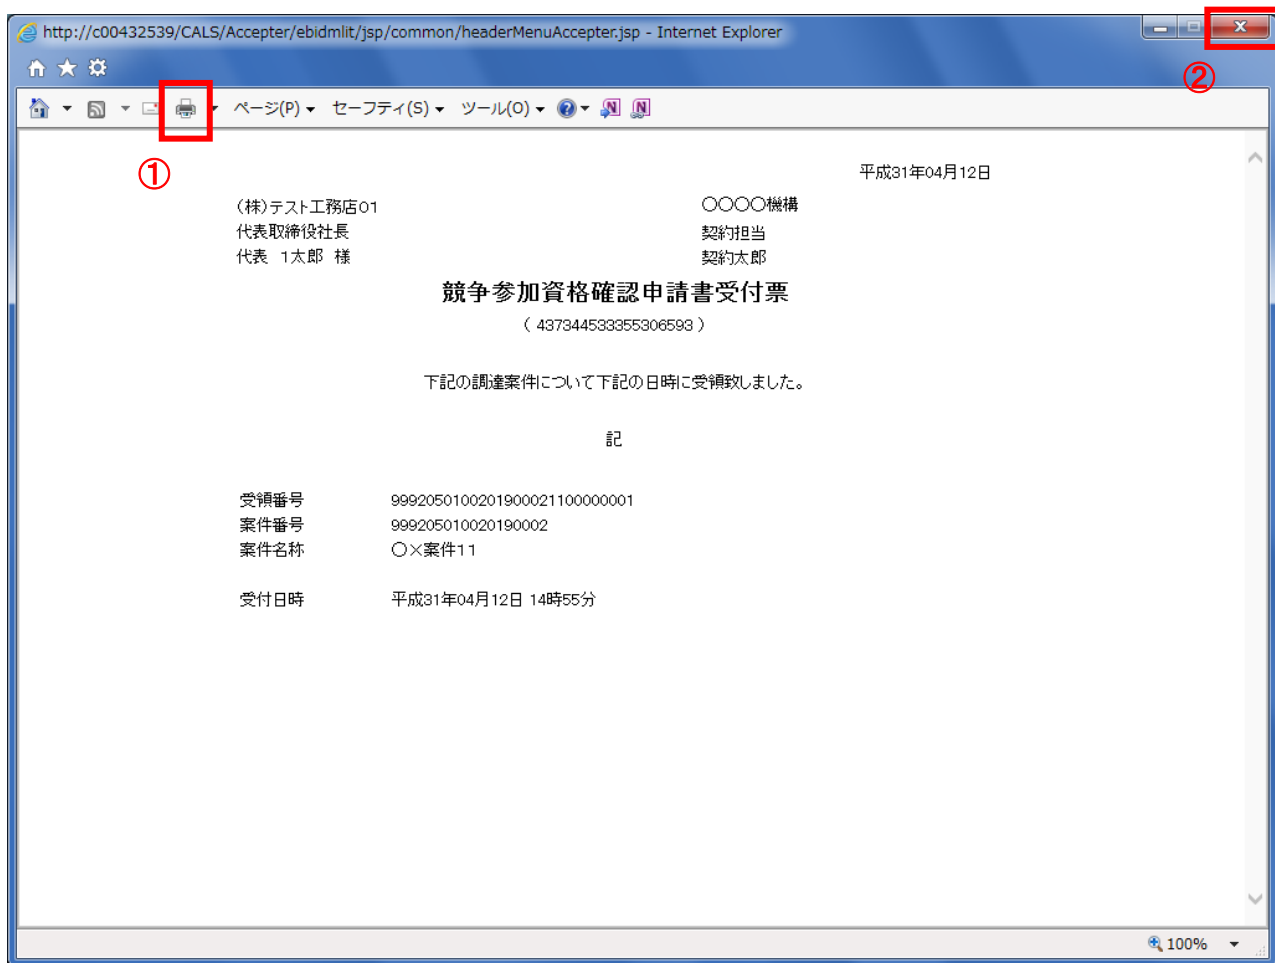 http://c00432539/CALS/Accepter/ebidmlit/jsp/common/headerMenuAccepter.jsp - Internet Explorer
②
ページ(P) セーフティ(S) ツール(O)
①
平成31年04月12日
(株)テスト工務店01
〇〇〇〇機構
代表取締役社長
契約担当
代表 1太郎 様
契約太郎
競争参加資格確認申請書受付票
( 437344533355306593 )
下記の調達案件について下記の日時に受領致しました。
記
受領番号 9992050100201900021100000001
案件番号 999205010020190002
案件名称 〇×案件11
受付日時 平成31年04月12日 14時55分
100%